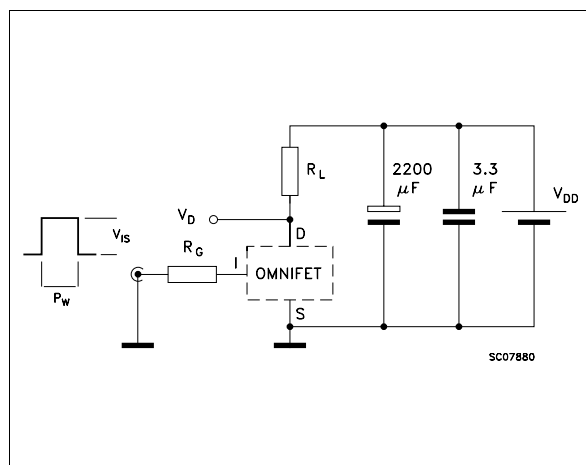 R_L
2200
μF
3.3
μF
V_DD
V_D
D
V_IS
R_G
I
OMNIFET
P_W
S
SC07880